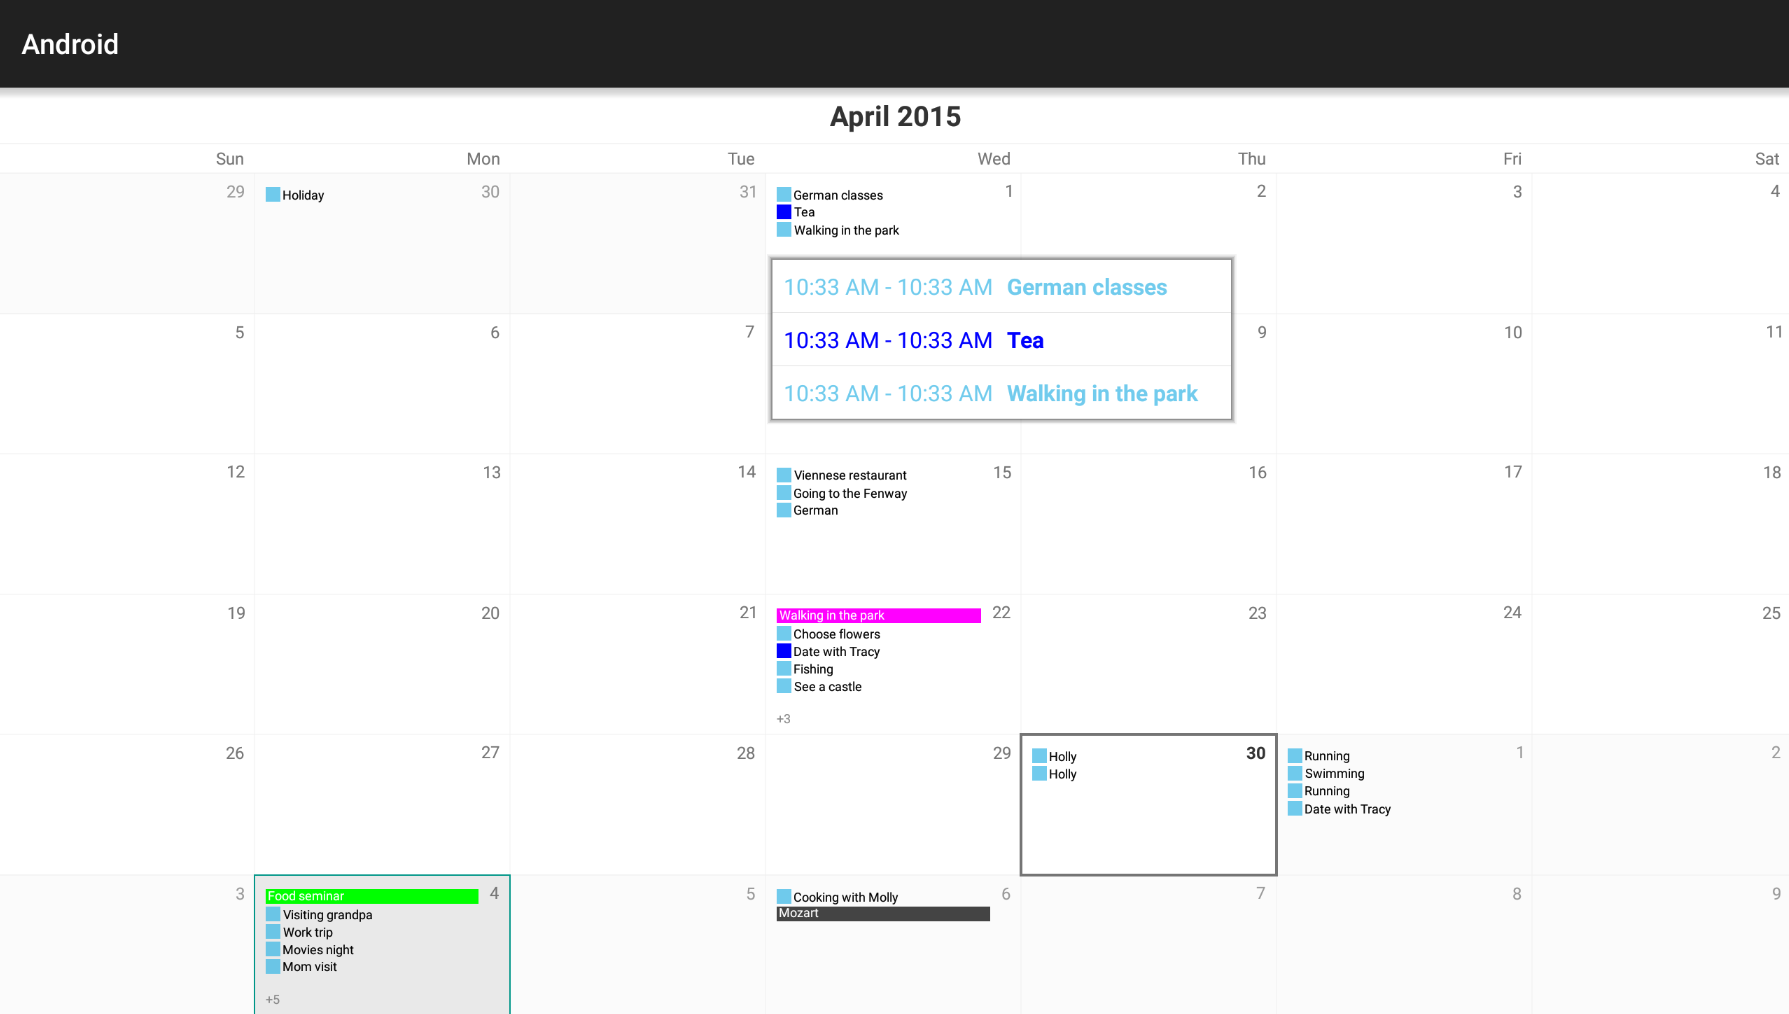 Android
April 2015
Sun Mon Tue Wed Thu Fri Sat
29 Holiday 30 31 German classes 1 2 3 4
Tea
Walking in the park
10:33 AM - 10:33 AM German classes
5 6 7 10:33 AM - 10:33 AM Tea 9 10 11
10:33 AM - 10:33 AM Walking in the park
12 13 14 Viennese restaurant 15 16 17 18
Going to the Fenway
German
19 20 21 Walking in the park 22 23 24 25
Choose flowers
Date with Tracy
Fishing
See a castle
+3
26 27 28 29 Holly 30 Running 1 2
Holly Swimming
Running
Date with Tracy
3 Food seminar 4 5 Cooking with Molly 6 7 8 9
Visiting grandpa Mozart
Work trip
Movies night
Mom visit
+5